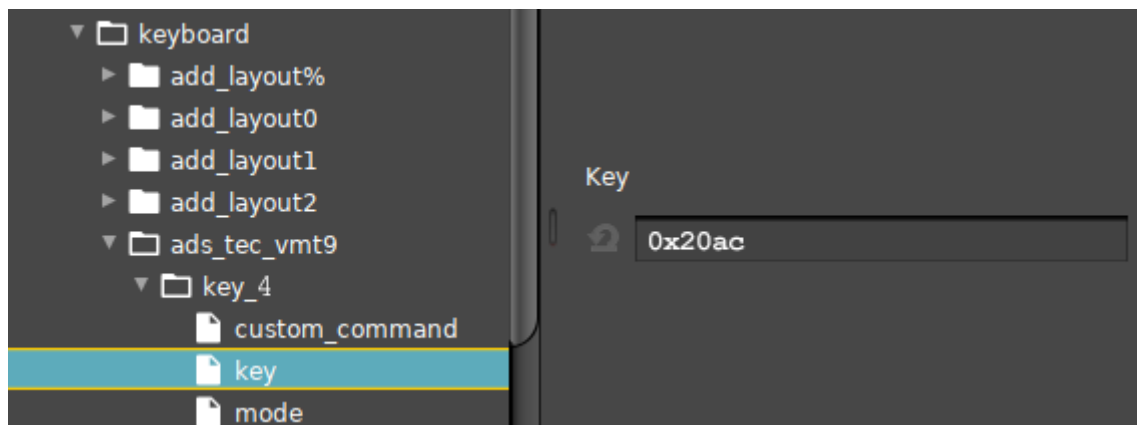 keyboard
add_layout%
add_layout0
add_layout1
add_layout2
ads_tec_vmt9
key_4
custom_command
key
mode
Key
0x20ac